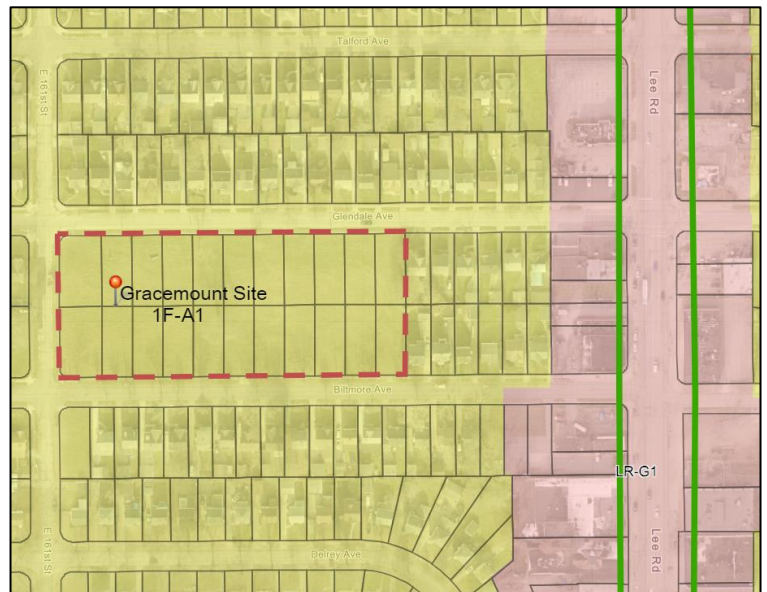 Talford Ave
E 161st St
Lee Rd
Glendale Ave
Gracemount Site
1F-A1
Biltmore Ave
LR-G1
E 161st St
Deirey Ave
Lee Rd